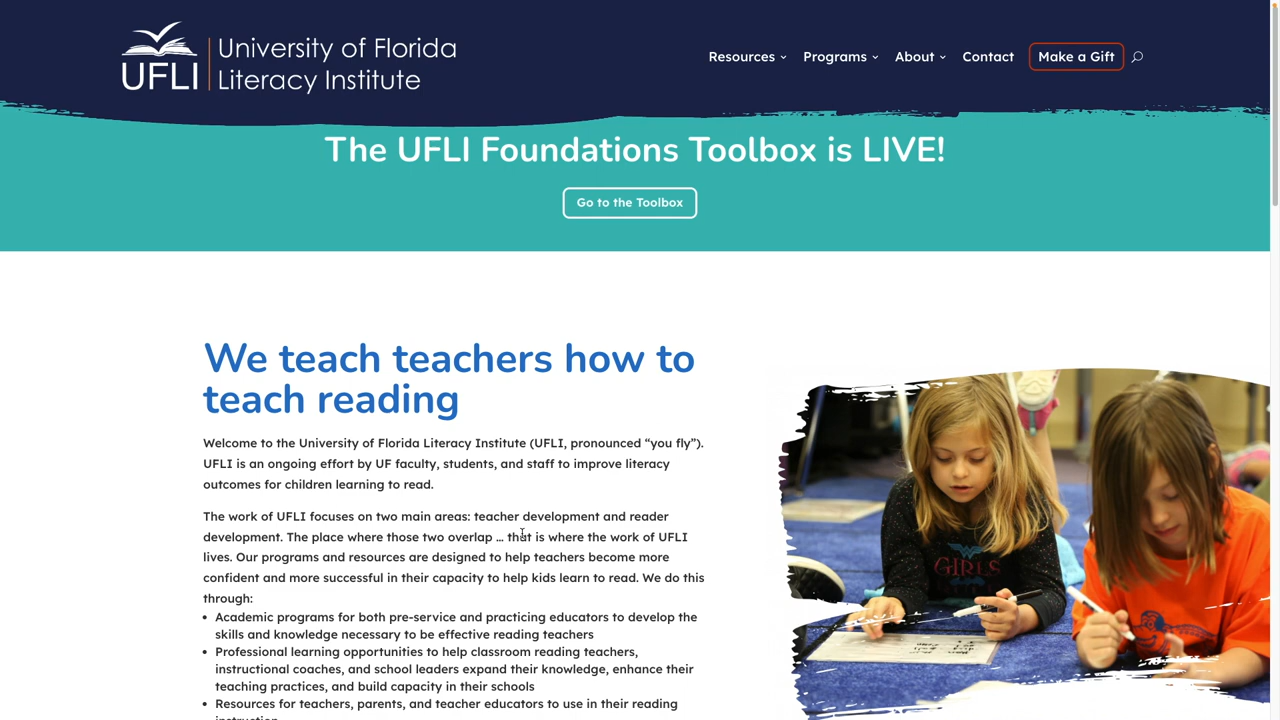 UFLI
University of Florida
Literacy Institute
Resources
Programs
About
Contact
Make a Gift
The UFLI Foundations Toolbox is LIVE!
Go to the Toolbox
We teach teachers how to
teach reading
Welcome to the University of Florida Literacy Institute (UFLI, pronounced “you fly”).
UFLI is an ongoing effort by UF faculty, students, and staff to improve literacy
outcomes for children learning to read.
The work of UFLI focuses on two main areas: teacher development and reader
development. The place where those two overlap … that is where the work of UFLI
lives. Our programs and resources are designed to help teachers become more
confident and more successful in their capacity to help kids learn to read. We do this
through:
• Academic programs for both pre-service and practicing educators to develop the
skills and knowledge necessary to be effective reading teachers
• Professional learning opportunities to help classroom reading teachers,
instructional coaches, and school leaders expand their knowledge, enhance their
teaching practices, and build capacity in their schools
• Resources for teachers, parents, and teacher educators to use in their reading
GIRLS